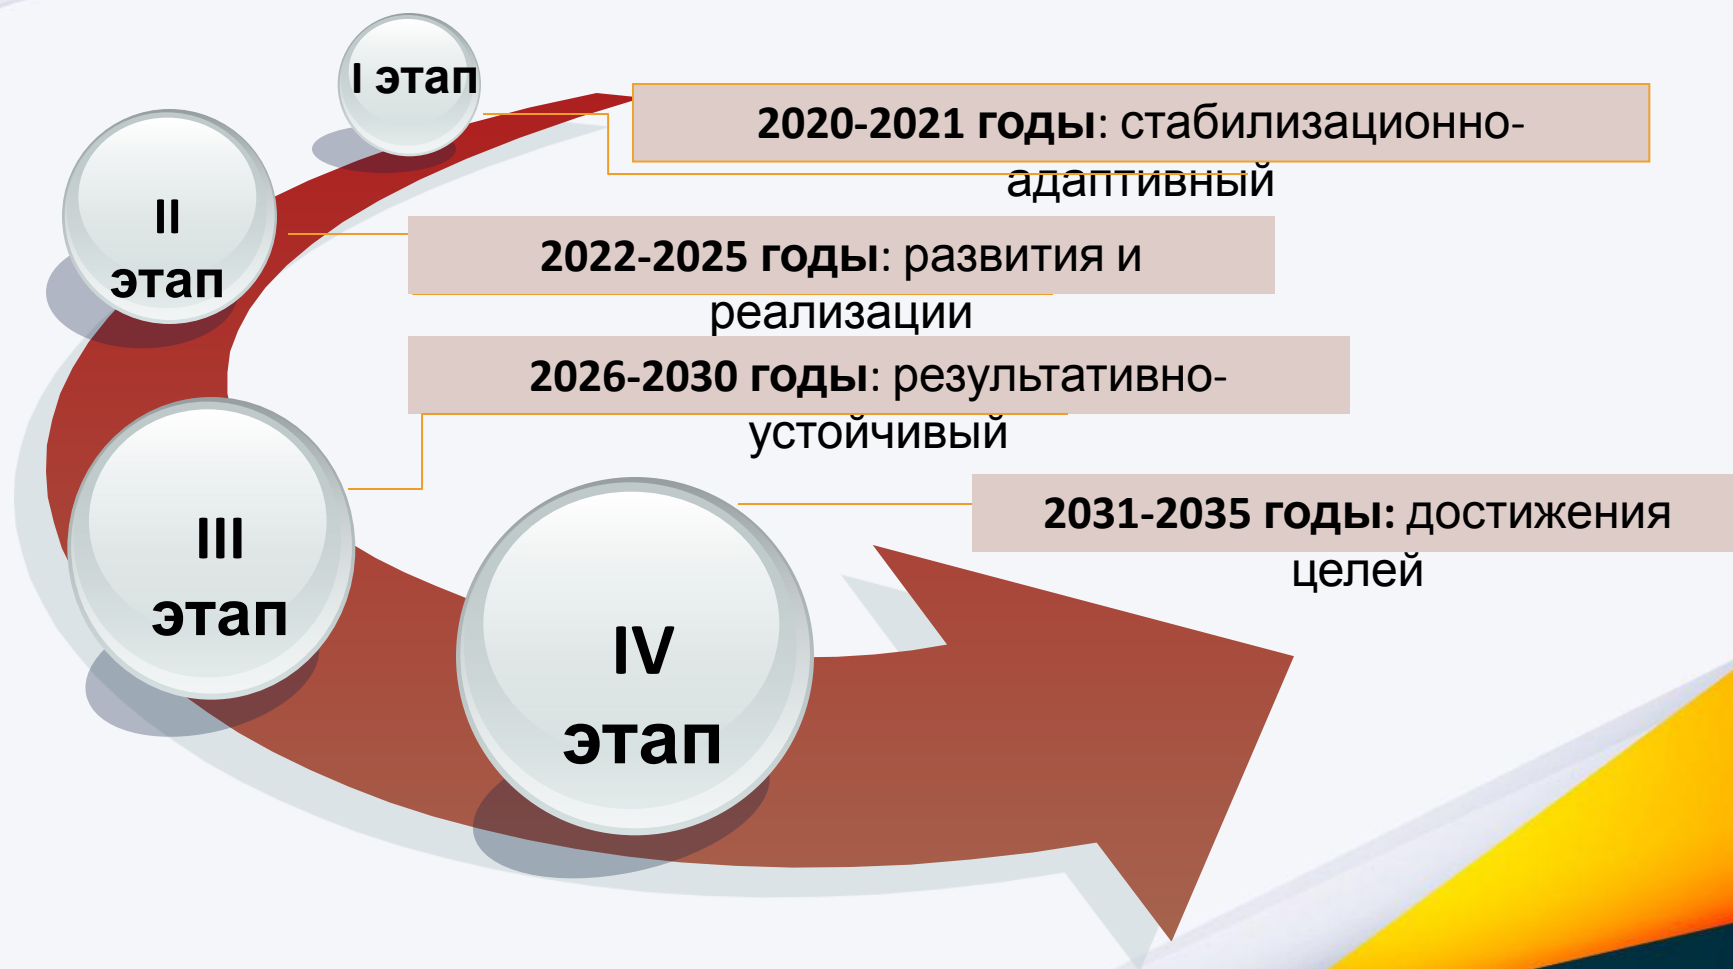 I этап
2020-2021 годы: стабилизационно-
адаптивный
II
этап
2022-2025 годы: развития и
реализации
2026-2030 годы: результативно-
устойчивый
III
этап
2031-2035 годы: достижения
целей
IV
этап